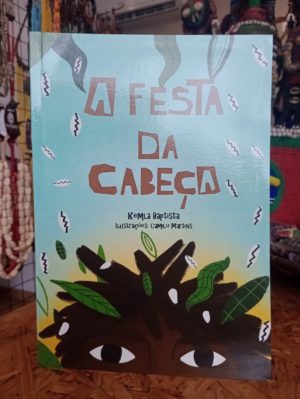 A FESTA
DA
CABEÇA
Kemla Baptista
Ilustrações: Camilo Martins